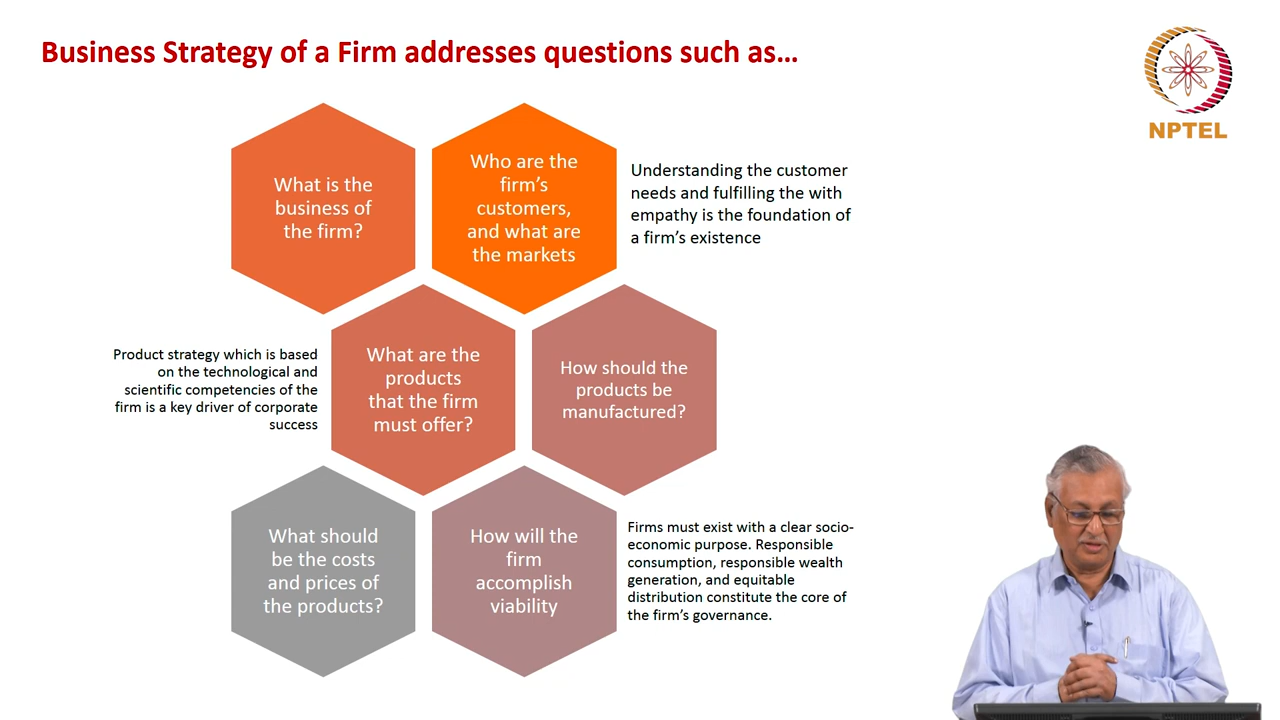 Business Strategy of a Firm addresses questions such as...
NPTEL
What is the
business of
the firm?
Who are the
firm's
customers,
and what are
the markets
Understanding the customer
needs and fulfilling the with
empathy is the foundation of
a firm's existence
Product strategy which is based
on the technological and
scientific competencies of the
firm is a key driver of corporate
success
What are the
products
that the firm
must offer?
How should the
products be
manufactured?
What should
be the costs
and prices of
the products?
How will the
firm
accomplish
viability
Firms must exist with a clear socio-
economic purpose. Responsible
consumption, responsible wealth
generation, and equitable
distribution constitute the core of
the firm's governance.